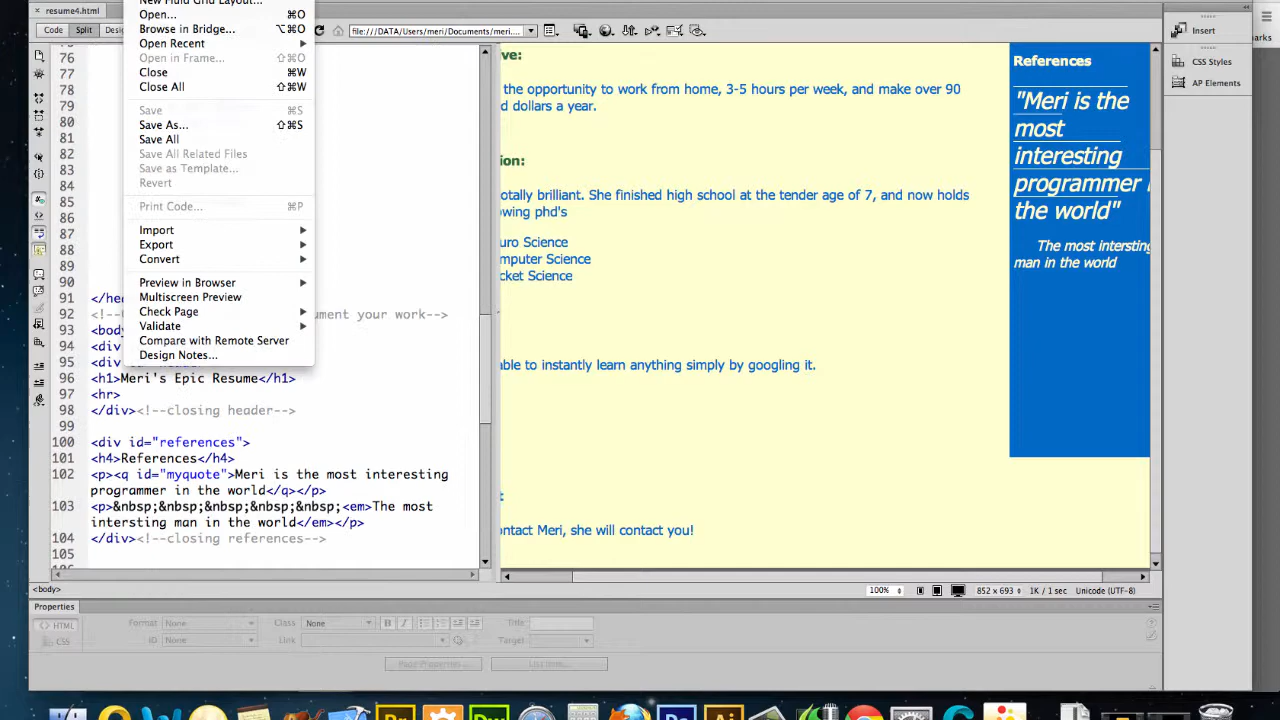 resume4.html
New Fluid Grid Layout...
Open... ⌘O
Code Split
file:///DATA/Users/meri/Documents/meri....
Browse in Bridge... ⌥⌘O
Open Recent
Open in Frame... ⇧⌘O
Close ⌘W
Close All ⇧⌘W
Save ⌘S
Save As... ⇧⌘S
Save All
Save All Related Files
Save as Template...
Revert
Print Code... ⌘P
Import
Export
Convert
Preview in Browser
Multiscreen Preview
Check Page
Validate
Compare with Remote Server
Design Notes...
76
77
78
79
80
81
82
83
84
85
86
87
88
89
90
91 </he
92 <!-- ument your work-->
93 <body
94 <div
95 <div
96 <h1>Meri's Epic Resume</h1>
97 <hr>
98 </div><!--closing header-->
99
100 <div id="references">
101 <h4>References</h4>
102 <p><q id="myquote">Meri is the most interesting
programmer in the world</q></p>
103 <p>&nbsp;&nbsp;&nbsp;&nbsp;&nbsp;<em>The most
intersting man in the world</em></p>
104 </div><!--closing references-->
105
ve:
the opportunity to work from home, 3-5 hours per week, and make over 90
d dollars a year.
ion:
otally brilliant. She finished high school at the tender age of 7, and now holds
owing phd's
uro Science
mputer Science
cket Science
able to instantly learn anything simply by googling it.
:
ontact Meri, she will contact you!
References
"Meri is the
most
interesting
programmer i
the world"
The most intersting
man in the world
Insert
CSS Styles
AP Elements
arks
<body>
100% 852 x 693 1K / 1 sec Unicode (UTF-8)
Properties
HTML
CSS
Format None
Class None
B I
Title
ID None
Link
Target
Page Properties...
List Item...
Pr
Dw
Ps
Ai